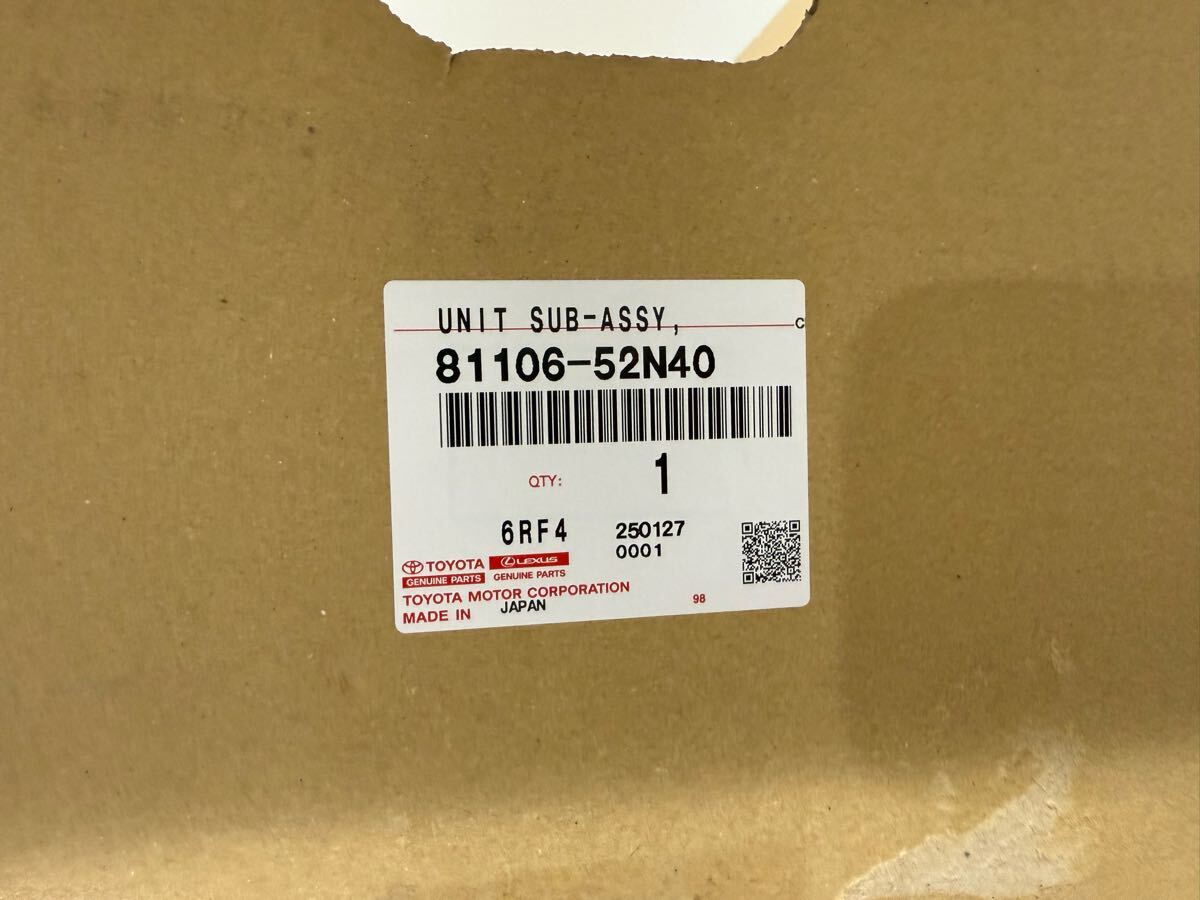 UNIT SUB-ASSY,
C
81106-52N40
QTY: 1
6RF4 250127
0001
TOYOTA LEXUS
GENUINE PARTS GENUINE PARTS
TOYOTA MOTOR CORPORATION
MADE IN JAPAN 98